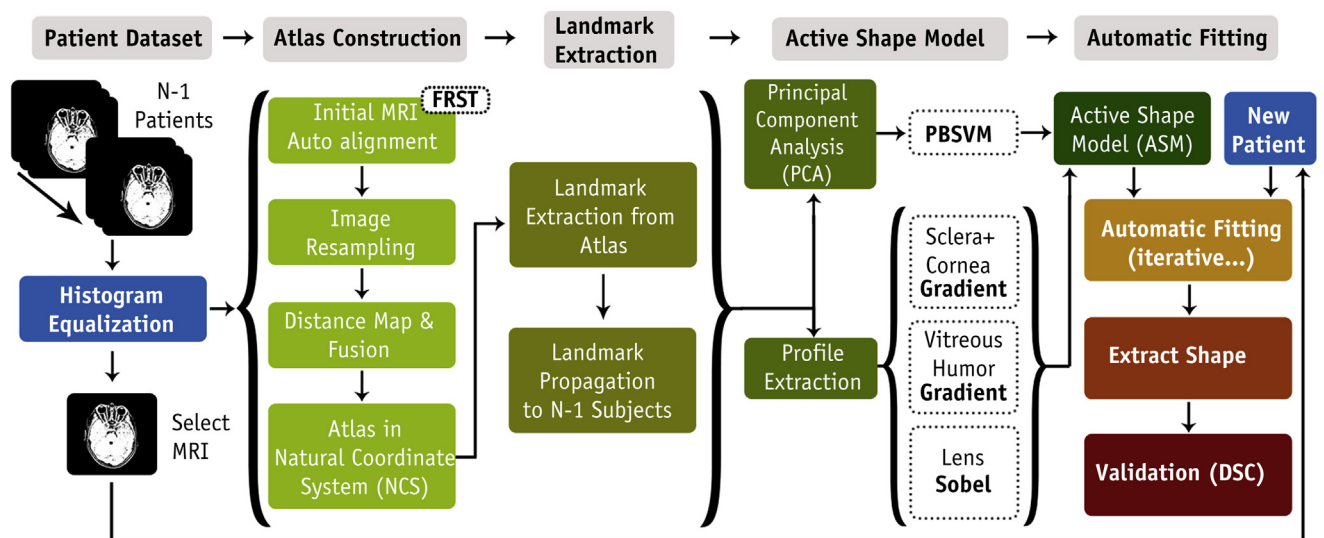 Patient Dataset
Atlas Construction
Landmark
Extraction
Active Shape Model
Automatic Fitting
N-1
Patients
Histogram
Equalization
Select
MRI
FRST
Initial MRI
Auto alignment
Image
Resampling
Distance Map &
Fusion
Atlas in
Natural Coordinate
System (NCS)
Landmark
Extraction from
Atlas
Landmark
Propagation
to N-1 Subjects
Principal
Component
Analysis
(PCA)
PBSVM
Profile
Extraction
Sclera+
Cornea
Gradient
Vitreous
Humor
Gradient
Lens
Sobel
Active Shape
Model (ASM)
New
Patient
Automatic Fitting
(iterative...)
Extract Shape
Validation (DSC)